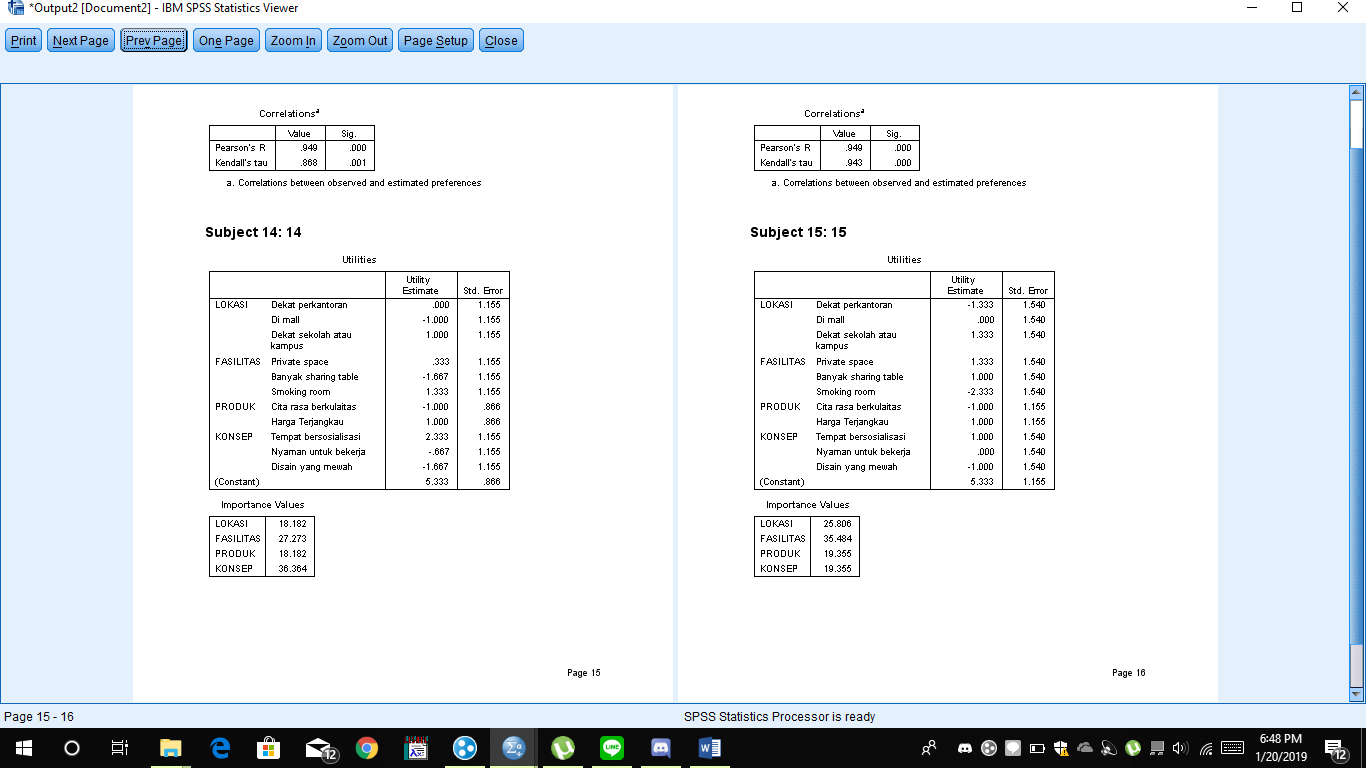 *Output2 [Document2] - IBM SPSS Statistics Viewer
Print Next Page Prev Page One Page Zoom In Zoom Out Page Setup Close
Correlationsa
Value Sig.
Pearson's R .949 .000
Kendall's tau .868 .001
a. Correlations between observed and estimated preferences
Subject 14: 14
Utilities
Utility
Estimate Std. Error
LOKASI Dekat perkantoran .000 1.155
Di mall -1.000 1.155
Dekat sekolah atau 1.000 1.155
kampus
FASILITAS Private space .333 1.155
Banyak sharing table -1.667 1.155
Smoking room 1.333 1.155
PRODUK Cita rasa berkulaitas -1.000 .866
Harga Terjangkau 1.000 .866
KONSEP Tempat bersosialisasi 2.333 1.155
Nyaman untuk bekerja -.667 1.155
Disain yang mewah -1.667 1.155
(Constant) 5.333 .866
Importance Values
LOKASI 18.182
FASILITAS 27.273
PRODUK 18.182
KONSEP 36.364
Page 15
Correlationsa
Value Sig.
Pearson's R .949 .000
Kendall's tau .943 .000
a. Correlations between observed and estimated preferences
Subject 15: 15
Utilities
Utility
Estimate Std. Error
LOKASI Dekat perkantoran -1.333 1.540
Di mall .000 1.540
Dekat sekolah atau 1.333 1.540
kampus
FASILITAS Private space 1.333 1.540
Banyak sharing table 1.000 1.540
Smoking room -2.333 1.540
PRODUK Cita rasa berkulaitas -1.000 1.155
Harga Terjangkau 1.000 1.155
KONSEP Tempat bersosialisasi 1.000 1.540
Nyaman untuk bekerja .000 1.540
Disain yang mewah -1.000 1.540
(Constant) 5.333 1.155
Importance Values
LOKASI 25.806
FASILITAS 35.484
PRODUK 19.355
KONSEP 19.355
Page 16
Page 15 - 16 SPSS Statistics Processor is ready
12
LINE
6:48 PM
1/20/2019
12